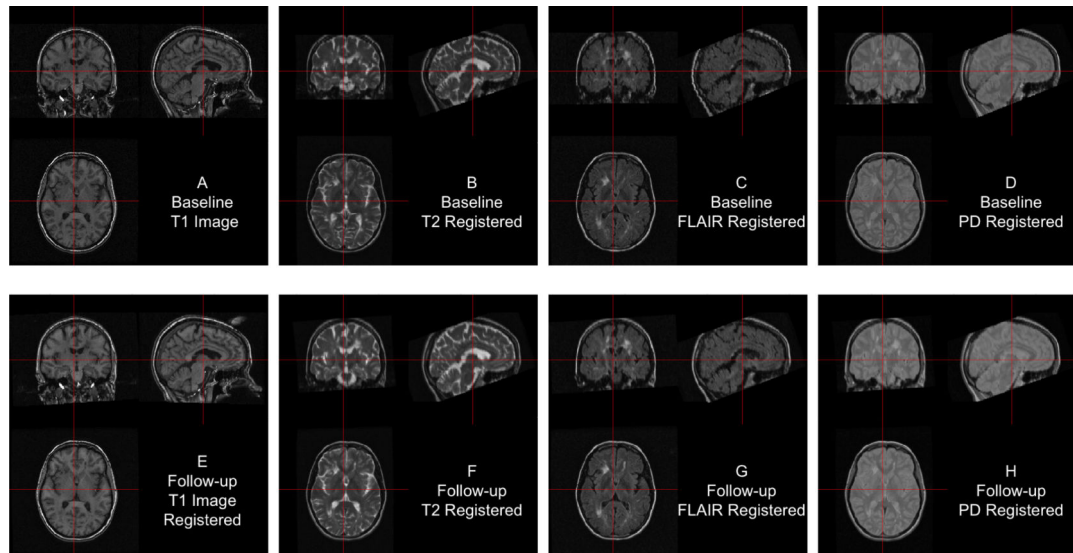 A
Baseline
T1 Image
B
Baseline
T2 Registered
C
Baseline
FLAIR Registered
D
Baseline
PD Registered
E
Follow-up
T1 Image
Registered
F
Follow-up
T2 Registered
G
Follow-up
FLAIR Registered
H
Follow-up
PD Registered